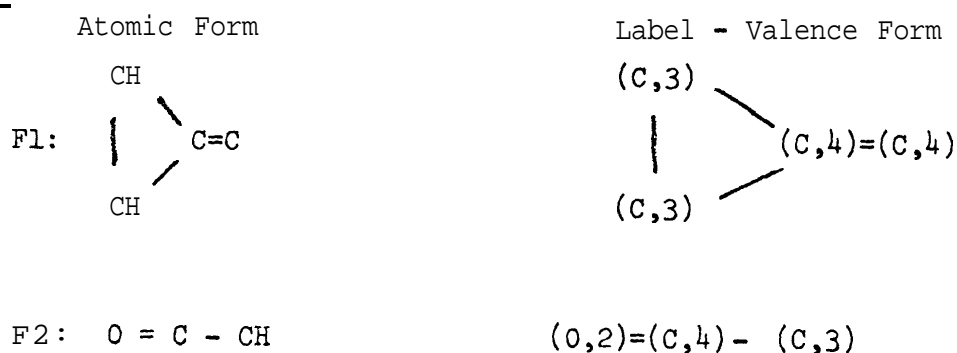 Atomic Form Label - Valence Form
CH (C,3)
F1: C=C (C,4)=(C,4)
CH (C,3)
F2: O = C - CH (O,2)=(C,4)- (C,3)